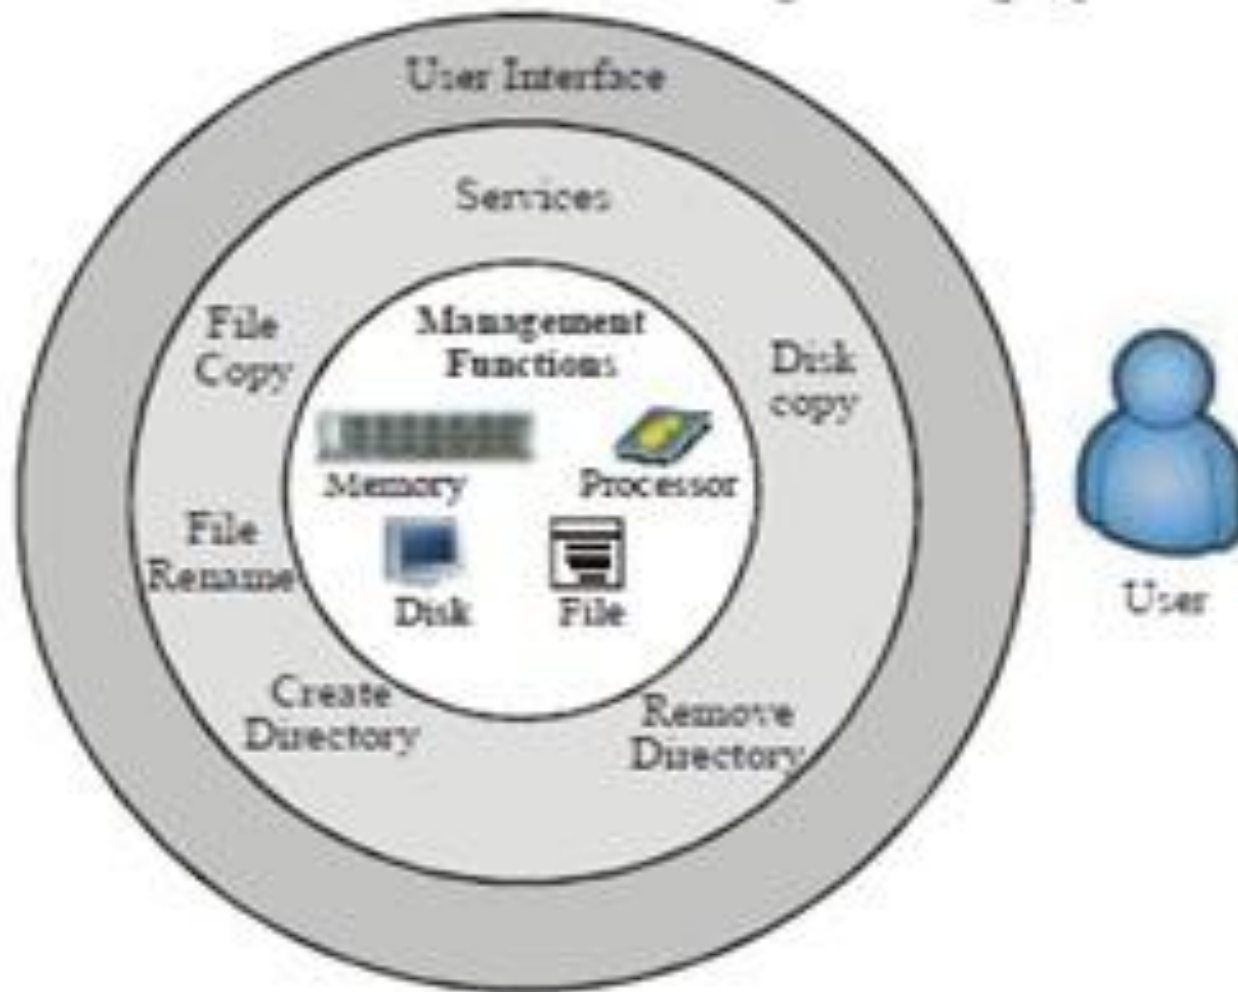 User Interface
Services
File
Copy
Management
Functions
Disk
copy
Memory
Processor
File
Rename
Disk
File
User
Create
Directory
Remove
Directory